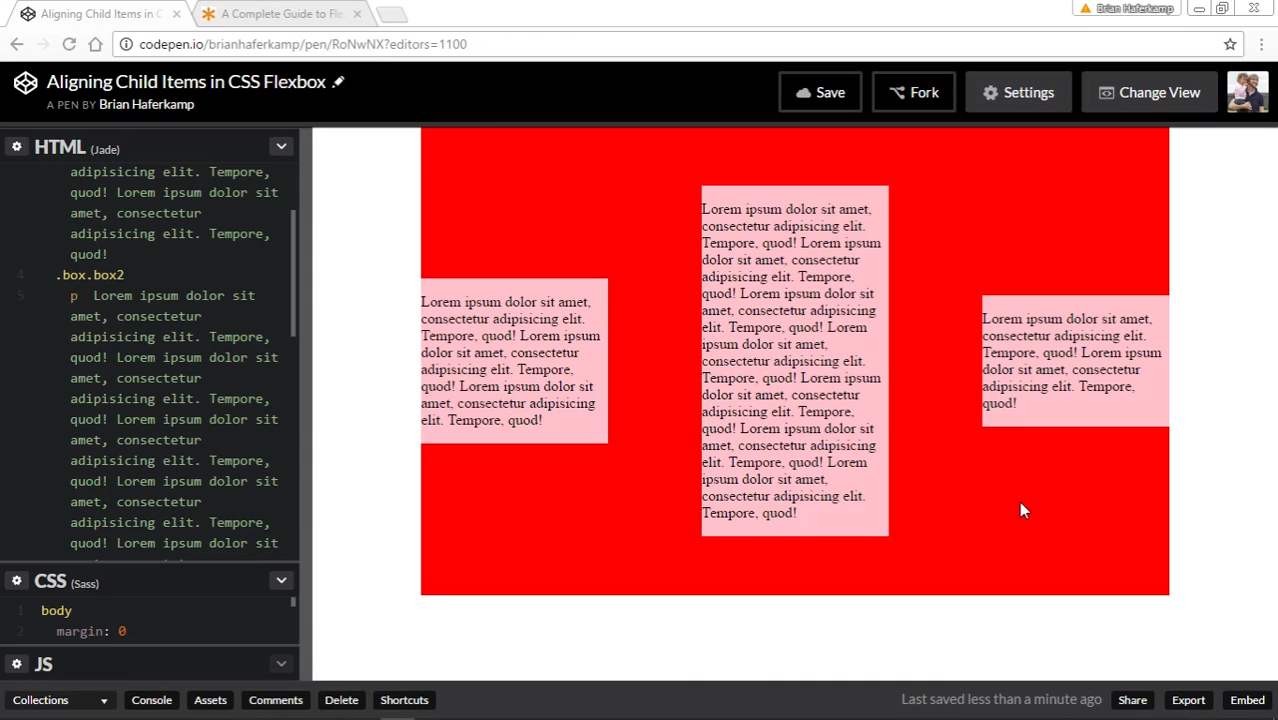 Aligning Child Items in C
A Complete Guide to Fle
Brian Haferkamp
codepen.io/brianhaferkamp/pen/RoNwNX?editors=1100
Aligning Child Items in CSS Flexbox
A PEN BY Brian Haferkamp
Save
Fork
Settings
Change View
HTML (Jade)
adipisicing elit. Tempore,
quod! Lorem ipsum dolor sit
amet, consectetur
adipisicing elit. Tempore,
quod!
4 .box.box2
5 p Lorem ipsum dolor sit
amet, consectetur
adipisicing elit. Tempore,
quod! Lorem ipsum dolor sit
amet, consectetur
adipisicing elit. Tempore,
quod! Lorem ipsum dolor sit
amet, consectetur
adipisicing elit. Tempore,
quod! Lorem ipsum dolor sit
amet, consectetur
adipisicing elit. Tempore,
quod! Lorem ipsum dolor sit
CSS (Sass)
1 body
2 margin: 0
JS
Lorem ipsum dolor sit amet,
consectetur adipisicing elit.
Tempore, quod! Lorem ipsum
dolor sit amet, consectetur
adipisicing elit. Tempore,
quod! Lorem ipsum dolor sit
amet, consectetur adipisicing
elit. Tempore, quod!
Lorem ipsum dolor sit amet,
consectetur adipisicing elit.
Tempore, quod! Lorem ipsum
dolor sit amet, consectetur
adipisicing elit. Tempore,
quod! Lorem ipsum dolor sit
amet, consectetur adipisicing
elit. Tempore, quod! Lorem
ipsum dolor sit amet,
consectetur adipisicing elit.
Tempore, quod! Lorem ipsum
dolor sit amet, consectetur
adipisicing elit. Tempore,
quod! Lorem ipsum dolor sit
amet, consectetur adipisicing
elit. Tempore, quod! Lorem
ipsum dolor sit amet,
consectetur adipisicing elit.
Tempore, quod!
Lorem ipsum dolor sit amet,
consectetur adipisicing elit.
Tempore, quod! Lorem ipsum
dolor sit amet, consectetur
adipisicing elit. Tempore,
quod!
Collections
Console
Assets
Comments
Delete
Shortcuts
Last saved less than a minute ago
Share
Export
Embed